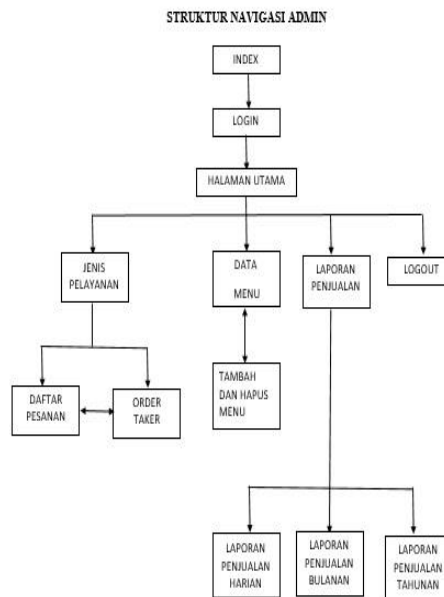 STRUKTUR NAVIGASI ADMIN
INDEX
LOGIN
HALAMAN UTAMA
JENIS
PELAYANAN
DATA
MENU
LAPORAN
PENJUALAN
LOGOUT
DAFTAR
PESANAN
ORDER
TAKER
TAMBAH
DAN HAPUS
MENU
LAPORAN
PENJUALAN
HARIAN
LAPORAN
PENJUALAN
BULANAN
LAPORAN
PENJUALAN
TAHUNAN